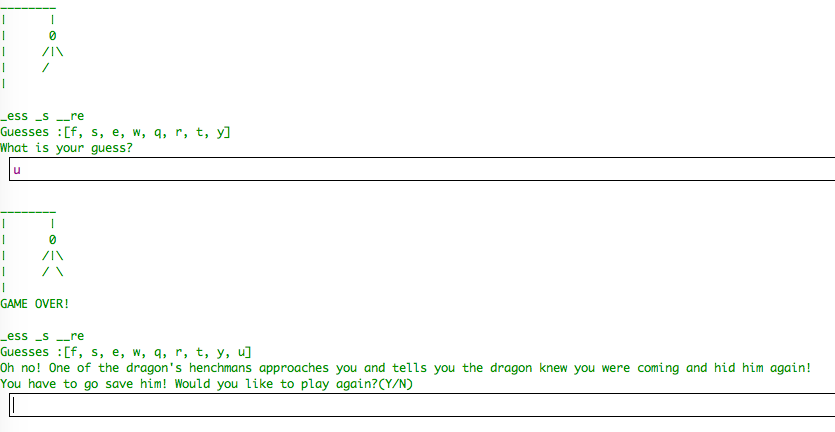 ________
|      |
|      0
|     /|\
|     /
|
_ess _s __re
Guesses :[f, s, e, w, q, r, t, y]
What is your guess?
u
________
|      |
|      0
|     /|\
|     / \
|
GAME OVER!
_ess _s __re
Guesses :[f, s, e, w, q, r, t, y, u]
Oh no! One of the dragon's henchmans approaches you and tells you the dragon knew you were coming and hid him again!
You have to go save him! Would you like to play again?(Y/N)